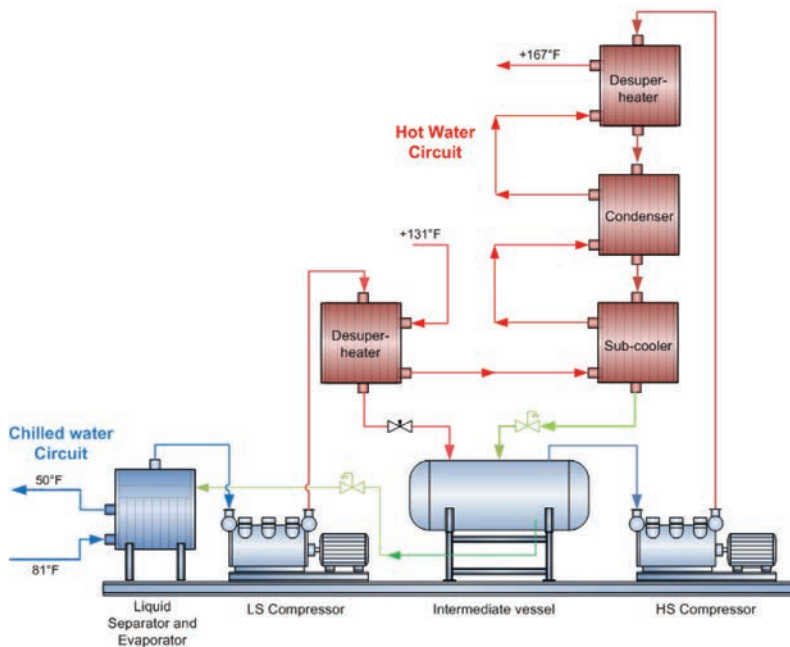 +167°F
Desuper-
heater
Hot Water
Circuit
Condenser
+131°F
Desuper-
heater
Sub-cooler
Chilled water
Circuit
50°F
81°F
Liquid
Separator and
Evaporator
LS Compressor
Intermediate vessel
HS Compressor